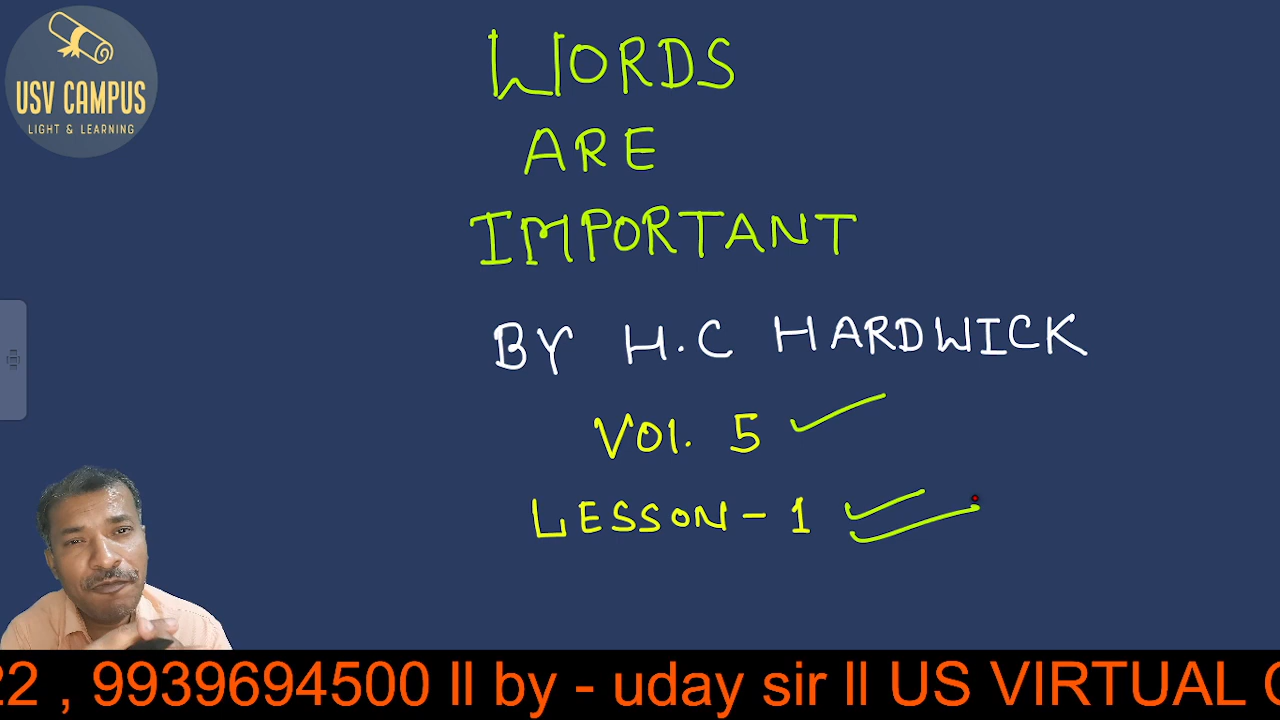 USV CAMPUS
LIGHT & LEARNING
WORDS
ARE
IMPORTANT
BY H.C HARDWICK
VOl. 5
LESSON - 1
22 , 9939694500 ll by - uday sir ll US VIRTUAL C